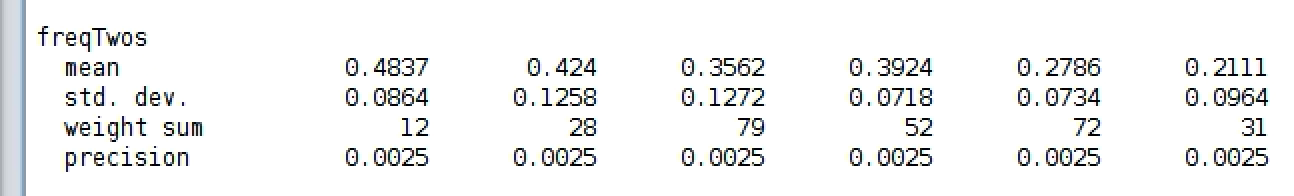 freqTwos
mean 0.4837 0.424 0.3562 0.3924 0.2786 0.2111
std. dev. 0.0864 0.1258 0.1272 0.0718 0.0734 0.0964
weight sum 12 28 79 52 72 31
precision 0.0025 0.0025 0.0025 0.0025 0.0025 0.0025